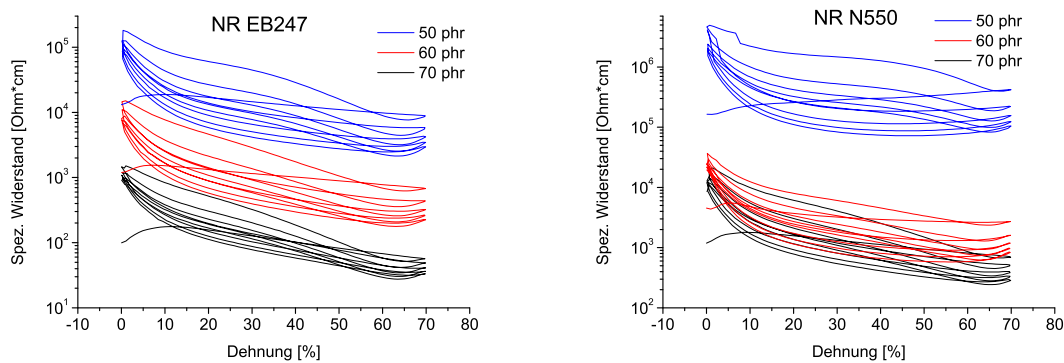 NR EB247
50 phr
60 phr
70 phr
10^5
10^4
10^3
10^2
10^1
Spez. Widerstand [Ohm*cm]
-10 0 10 20 30 40 50 60 70 80
Dehnung [%]
NR N550
50 phr
60 phr
70 phr
10^6
10^5
10^4
10^3
10^2
Spez. Widerstand [Ohm*cm]
-10 0 10 20 30 40 50 60 70 80
Dehnung [%]